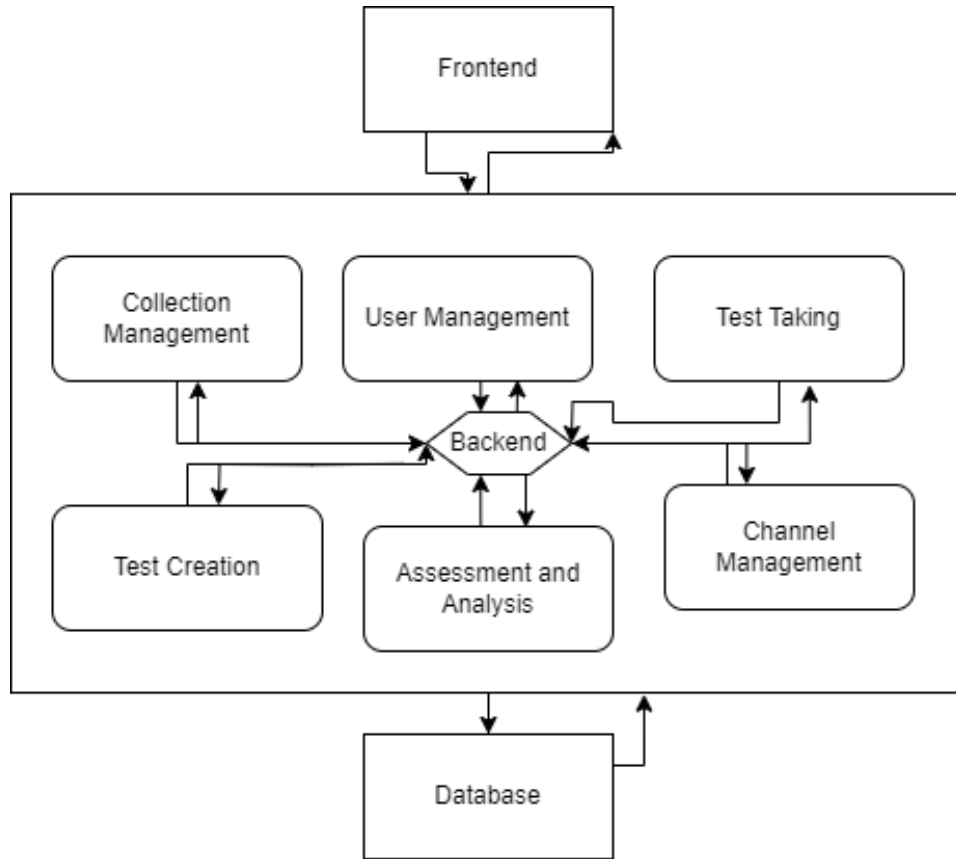 Frontend
Collection
Management
User Management
Test Taking
Backend
Test Creation
Assessment and
Analysis
Channel
Management
Database